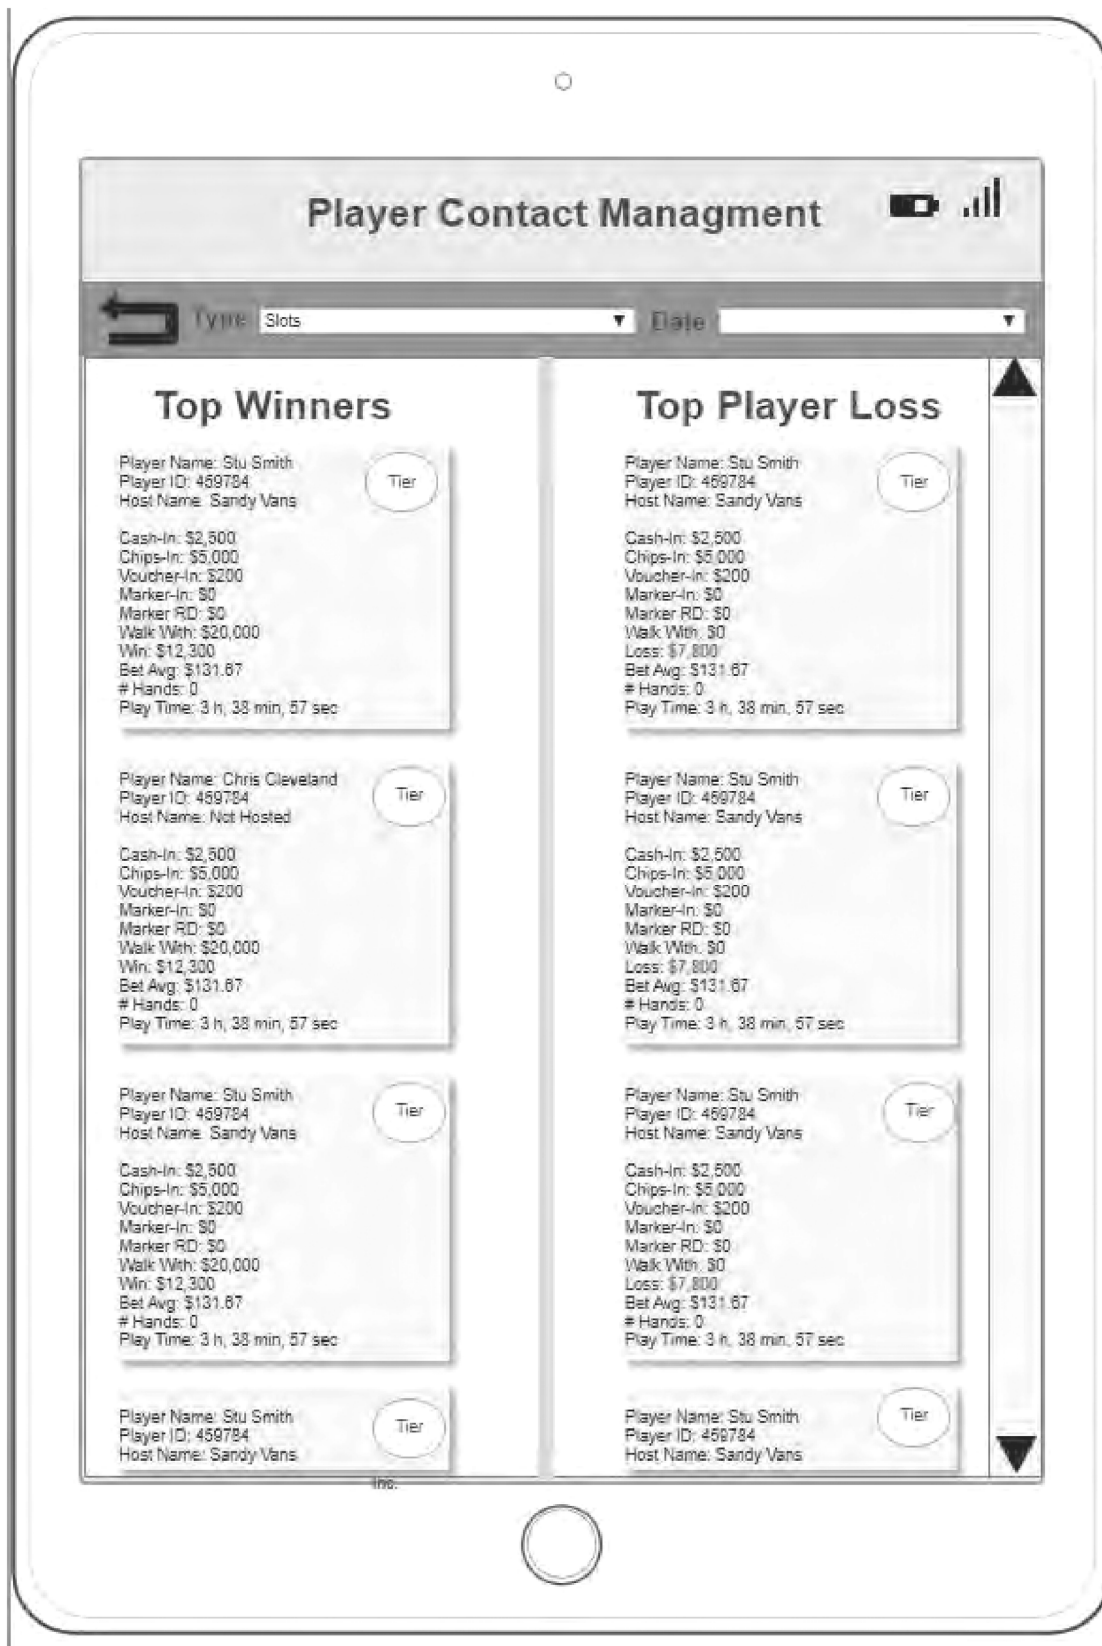 Player Contact Managment
Type Slots Date
Top Winners
Player Name: Stu Smith
Player ID: 459784
Host Name: Sandy Vans
Tier
Cash-In: $2,500
Chips-In: $5,000
Voucher-In: $200
Marker-In: $0
Marker RD: $0
Walk With: $20,000
Win: $12,300
Bet Avg: $131.67
# Hands: 0
Play Time: 3 h, 38 min, 57 sec
Player Name: Chris Cleveland
Player ID: 459784
Host Name: Not Hosted
Tier
Cash-In: $2,500
Chips-In: $5,000
Voucher-In: $200
Marker-In: $0
Marker RD: $0
Walk With: $20,000
Win: $12,300
Bet Avg: $131.67
# Hands: 0
Play Time: 3 h, 38 min, 57 sec
Player Name: Stu Smith
Player ID: 459784
Host Name: Sandy Vans
Tier
Cash-In: $2,500
Chips-In: $5,000
Voucher-In: $200
Marker-In: $0
Marker RD: $0
Walk With: $20,000
Win: $12,300
Bet Avg: $131.67
# Hands: 0
Play Time: 3 h, 38 min, 57 sec
Player Name: Stu Smith
Player ID: 459784
Host Name: Sandy Vans
Tier
Inc.
Top Player Loss
Player Name: Stu Smith
Player ID: 459784
Host Name: Sandy Vans
Tier
Cash-In: $2,500
Chips-In: $5,000
Voucher-In: $200
Marker-In: $0
Marker RD: $0
Walk With: $0
Loss: $7,800
Bet Avg: $131.67
# Hands: 0
Play Time: 3 h, 38 min, 57 sec
Player Name: Stu Smith
Player ID: 459784
Host Name: Sandy Vans
Tier
Cash-In: $2,500
Chips-In: $5,000
Voucher-In: $200
Marker-In: $0
Marker RD: $0
Walk With: $0
Loss: $7,800
Bet Avg: $131.67
# Hands: 0
Play Time: 3 h, 38 min, 57 sec
Player Name: Stu Smith
Player ID: 459784
Host Name: Sandy Vans
Tier
Cash-In: $2,500
Chips-In: $5,000
Voucher-In: $200
Marker-In: $0
Marker RD: $0
Walk With: $0
Loss: $7,800
Bet Avg: $131.67
# Hands: 0
Play Time: 3 h, 38 min, 57 sec
Player Name: Stu Smith
Player ID: 459784
Host Name: Sandy Vans
Tier